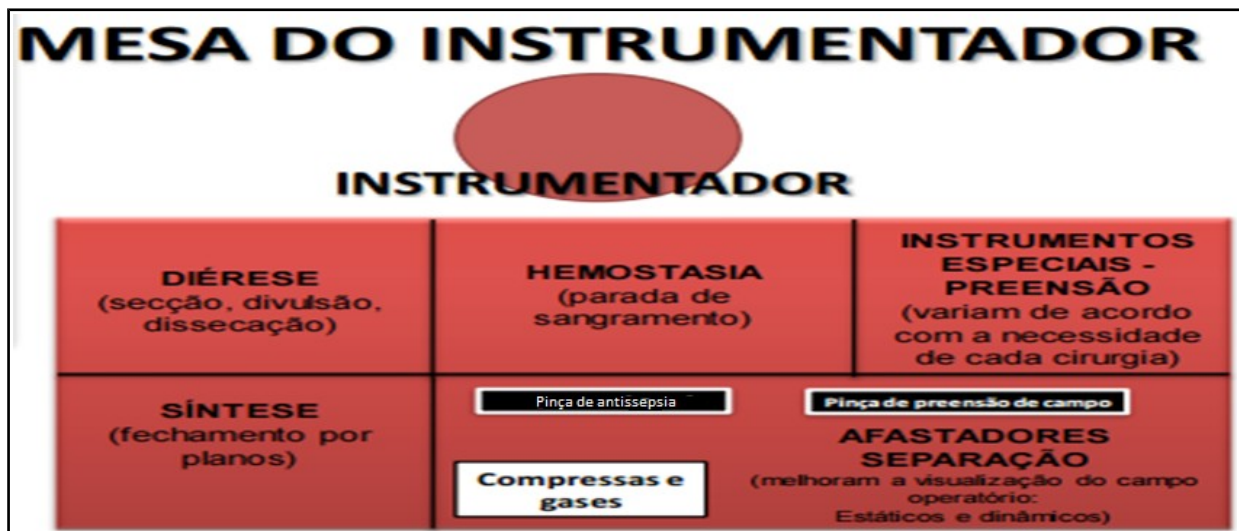 MESA DO INSTRUMENTADOR
INSTRUMENTADOR
DIÉRESE
(secção, divulsão,
dissecação)
HEMOSTASIA
(parada de
sangramento)
INSTRUMENTOS
ESPECIAIS -
PREENSÃO
(variam de acordo
com a necessidade
de cada cirurgia)
SÍNTESE
(fechamento por
planos)
Pinça de antissepsia
Compressas e
gases
Pinça de preensão de campo
AFASTADORES
SEPARAÇÃO
(melhoram a visualização do campo
operatório:
Estáticos e dinâmicos)